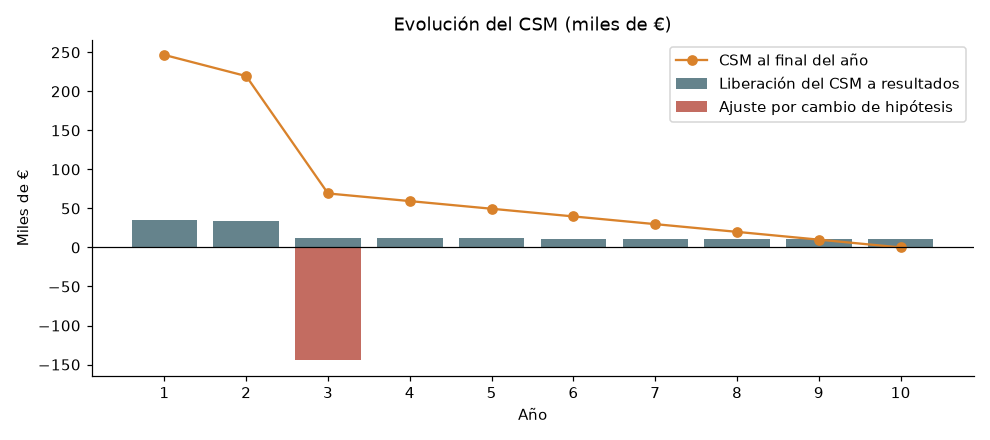 Evolución del CSM (miles de €)
CSM al final del año
Liberación del CSM a resultados
Ajuste por cambio de hipótesis
Miles de €
250
200
150
100
50
0
−50
−100
−150
1 2 3 4 5 6 7 8 9 10
Año